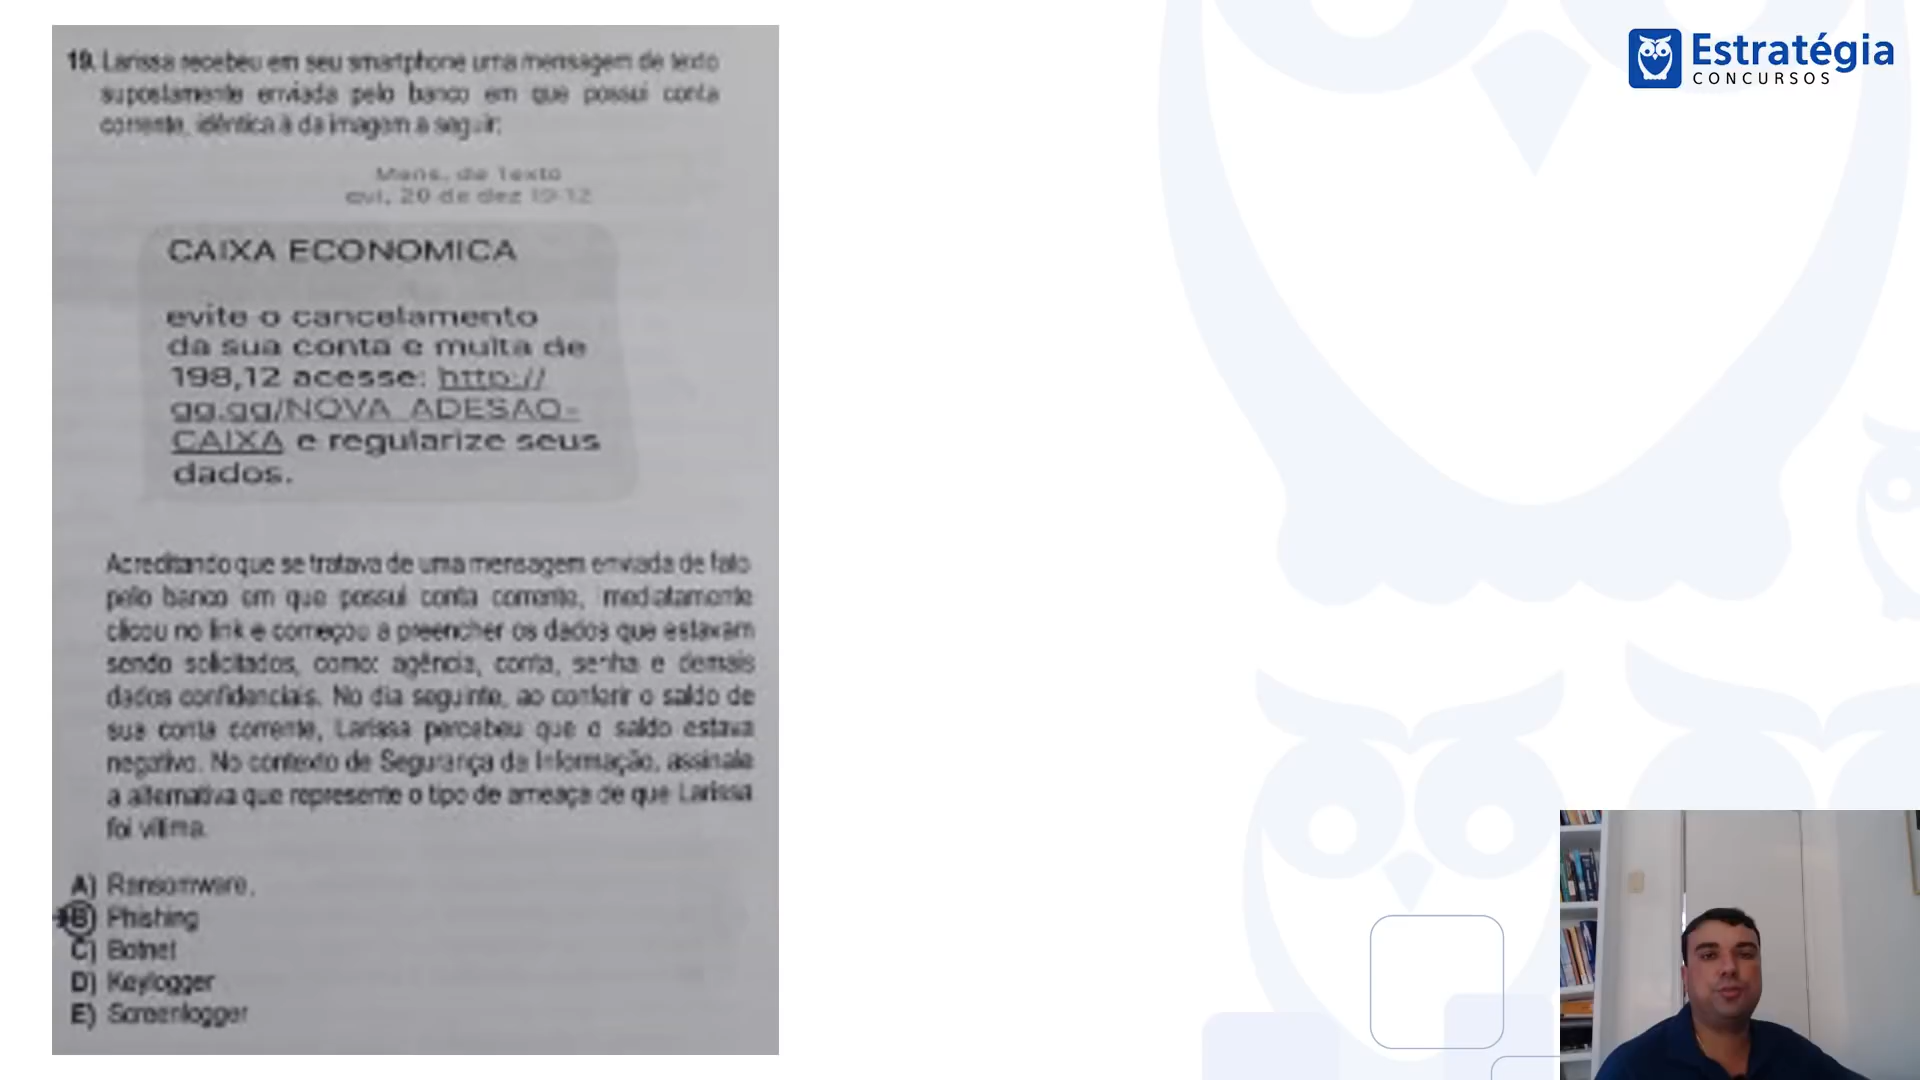 19. Larissa recebeu em seu smartphone uma mensagem de texto
supostamente enviada pelo banco em que possui conta
corrente, idêntica à da imagem a seguir:
Mens. de Texto
qui, 20 de dez 19:12
CAIXA ECONOMICA
evite o cancelamento
da sua conta e multa de
198,12 acesse: http://
gg.gg/NOVA_ADESAO-
CAIXA e regularize seus
dados.
Acreditando que se tratava de uma mensagem enviada de fato
pelo banco em que possui conta corrente, imediatamente
clicou no link e começou a preencher os dados que estavam
sendo solicitados, como: agência, conta, senha e demais
dados confidenciais. No dia seguinte, ao conferir o saldo de
sua conta corrente, Larissa percebeu que o saldo estava
negativo. No contexto de Segurança da Informação, assinale
a alternativa que represente o tipo de ameaça de que Larissa
foi vítima.
A) Ransomware.
B) Phishing
C) Botnet
D) Keylogger
E) Screenlogger
Estratégia
CONCURSOS